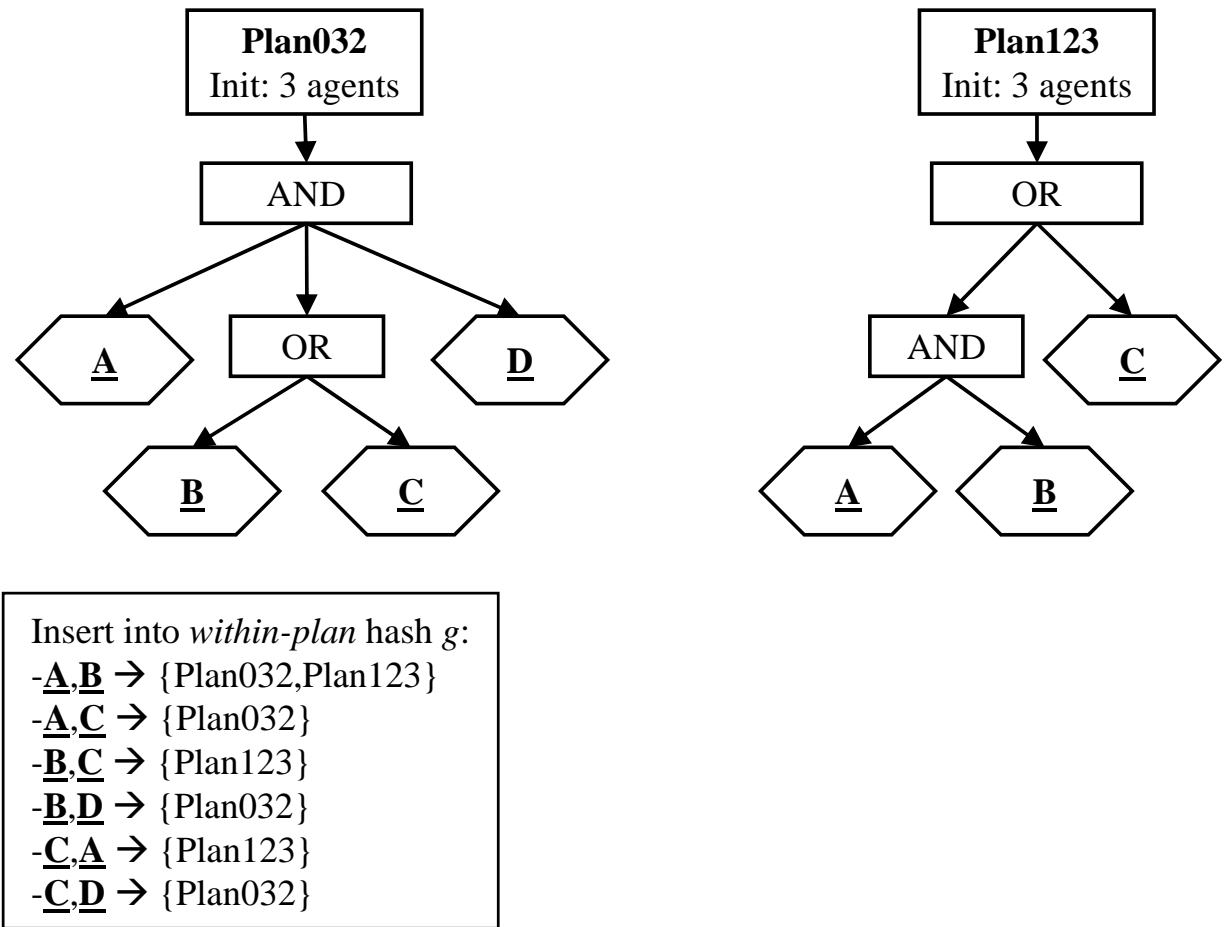 Plan032
Init: 3 agents
AND
A
OR
D
B
C
Plan123
Init: 3 agents
OR
AND
C
A
B
Insert into within-plan hash g:
-A,B → {Plan032,Plan123}
-A,C → {Plan032}
-B,C → {Plan123}
-B,D → {Plan032}
-C,A → {Plan123}
-C,D → {Plan032}